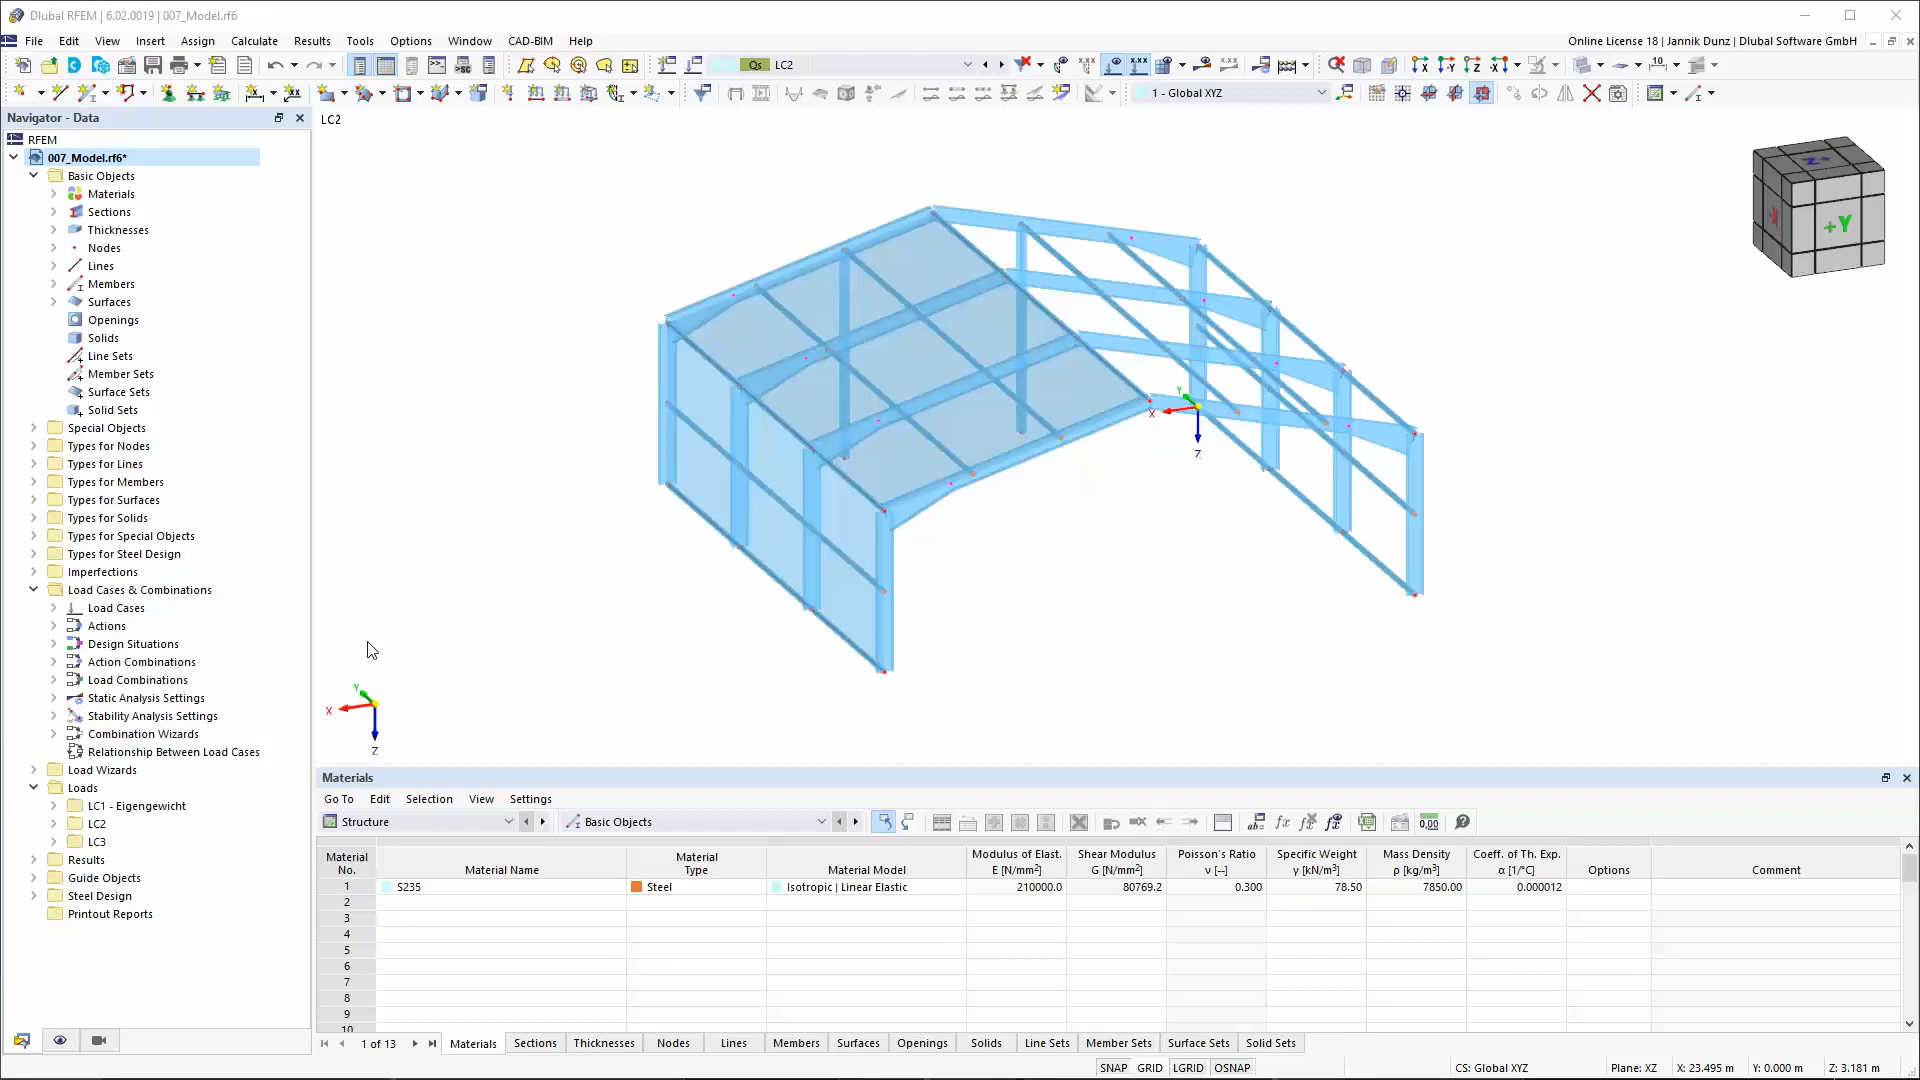 Dlubal RFEM | 6.02.0019 | 007_Model.rf6
File Edit View Insert Assign Calculate Results Tools Options Window CAD-BIM Help
Online License 18 | Jannik Dunz | Dlubal Software GmbH
Qs LC2
1 - Global XYZ
Navigator - Data
RFEM
007_Model.rf6*
Basic Objects
Materials
Sections
Thicknesses
Nodes
Lines
Members
Surfaces
Openings
Solids
Line Sets
Member Sets
Surface Sets
Solid Sets
Special Objects
Types for Nodes
Types for Lines
Types for Members
Types for Surfaces
Types for Solids
Types for Special Objects
Types for Steel Design
Imperfections
Load Cases & Combinations
Load Cases
Actions
Design Situations
Action Combinations
Load Combinations
Static Analysis Settings
Stability Analysis Settings
Combination Wizards
Relationship Between Load Cases
Load Wizards
Loads
LC1 - Eigengewicht
LC2
LC3
Results
Guide Objects
Steel Design
Printout Reports
LC2
Z+
+Y
X
Y
X
Z
Y
X
Z
Materials
Go To Edit Selection View Settings
Structure
Basic Objects
0,00
Material No.
Material Name
Material Type
Material Model
Modulus of Elast. E [N/mm²]
Shear Modulus G [N/mm²]
Poisson's Ratio ν [--]
Specific Weight γ [kN/m³]
Mass Density ρ [kg/m³]
Coeff. of Th. Exp. α [1/°C]
Options
Comment
1 S235 Steel Isotropic | Linear Elastic 210000.0 80769.2 0.300 78.50 7850.00 0.000012
2
3
4
5
6
7
8
9
10
1 of 13 Materials Sections Thicknesses Nodes Lines Members Surfaces Openings Solids Line Sets Member Sets Surface Sets Solid Sets
SNAP GRID LGRID OSNAP
CS: Global XYZ
Plane: XZ
X: 23.495 m
Y: 0.000 m
Z: 3.181 m